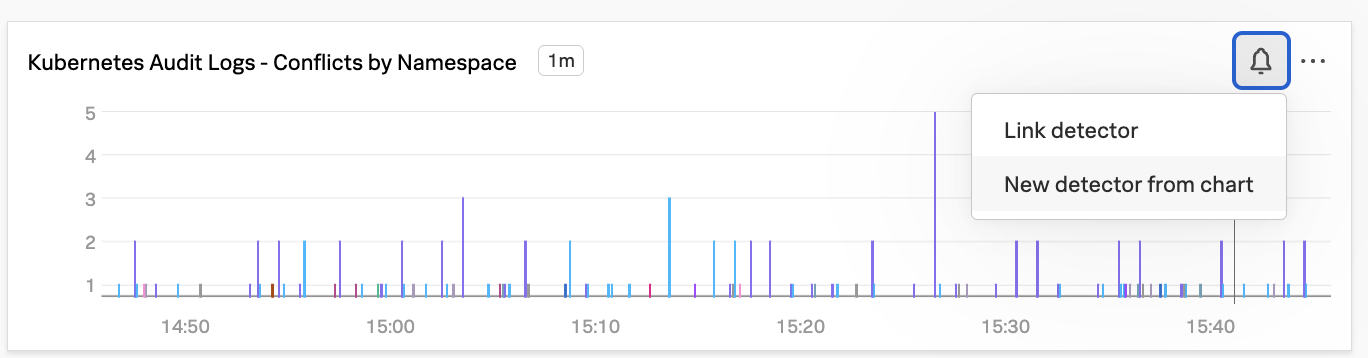 Kubernetes Audit Logs - Conflicts by Namespace 1m
Link detector
New detector from chart
5
4
3
2
1
14:50 15:00 15:10 15:20 15:30 15:40